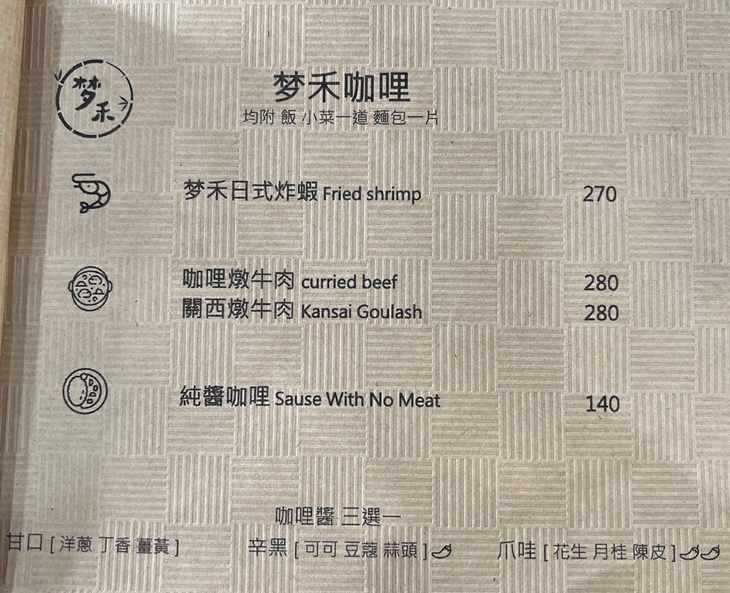 梦禾
梦禾咖哩
均附 飯 小菜一道 麵包一片
梦禾日式炸蝦 Fried shrimp 270
咖哩燉牛肉 curried beef 280
關西燉牛肉 Kansai Goulash 280
純醬咖哩 Sause With No Meat 140
咖哩醬 三選一
甘口 [ 洋蔥 丁香 薑黃 ] 辛黑 [ 可可 豆蔻 蒜頭 ] 爪哇 [ 花生 月桂 陳皮 ]